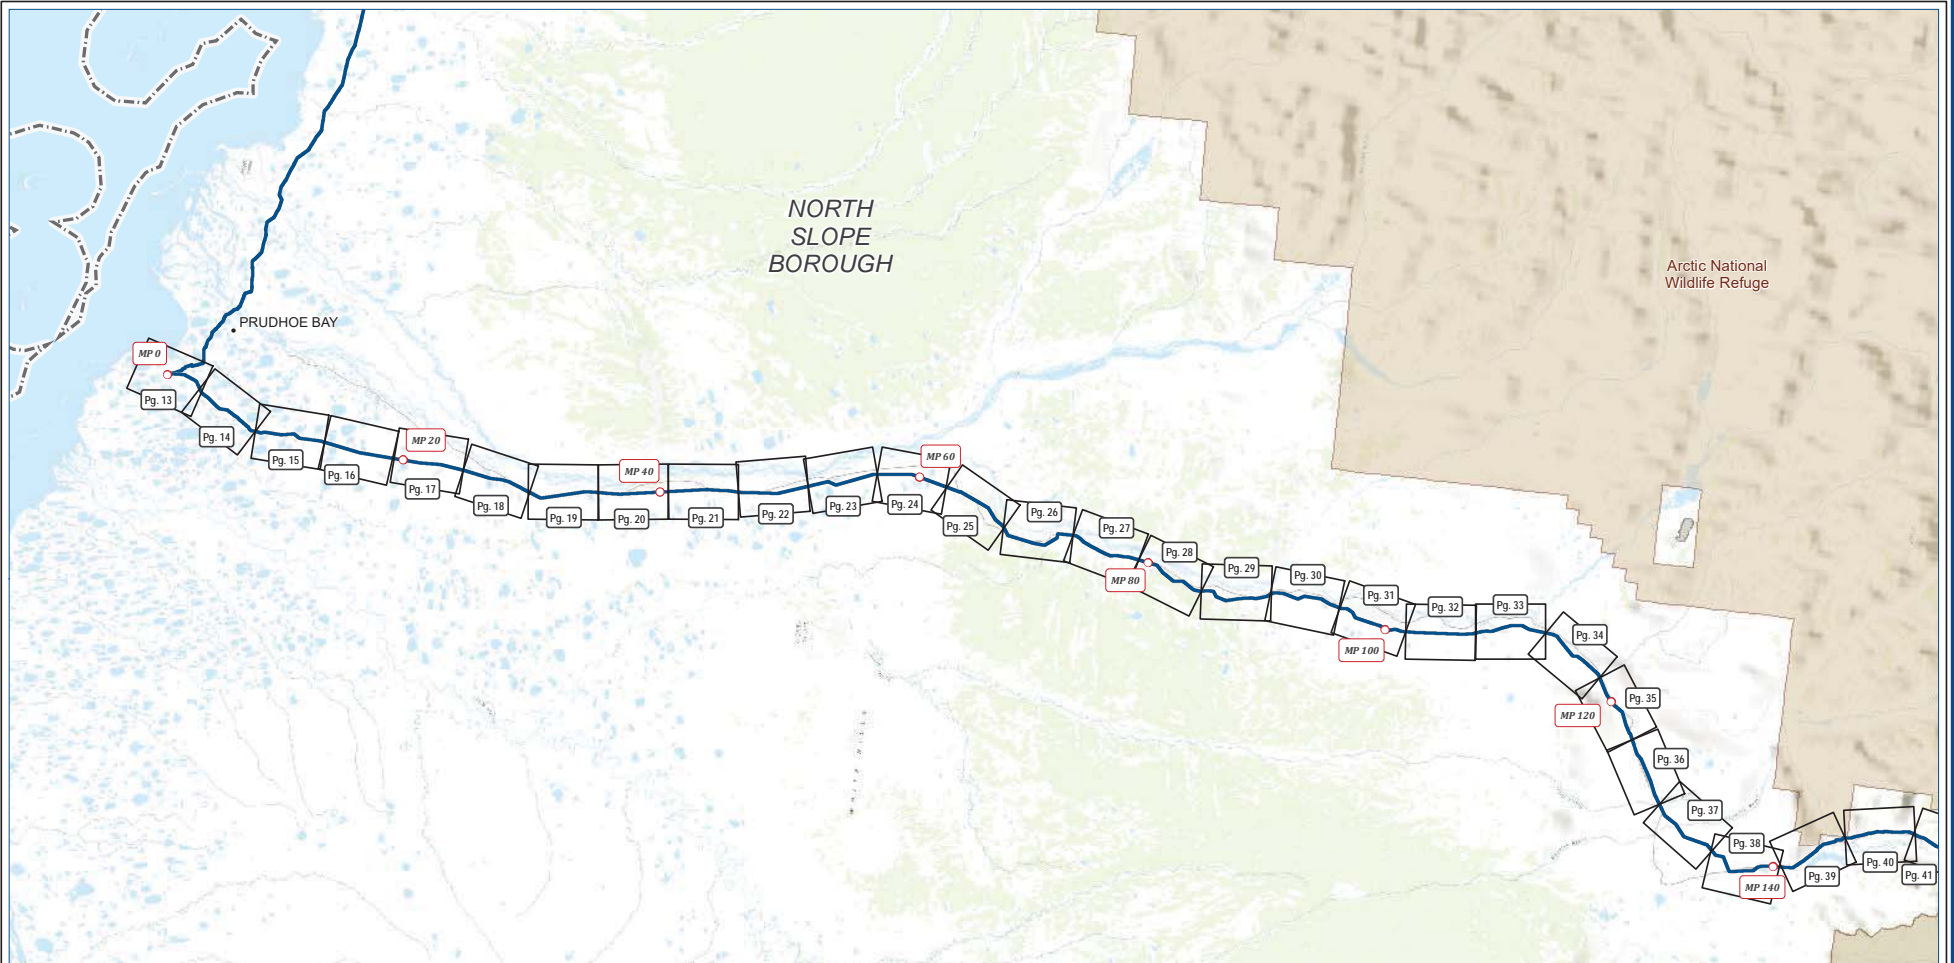 NORTH
SLOPE
BOROUGH
Arctic National
Wildlife Refuge
PRUDHOE BAY
MP 0
Pg. 13
Pg. 14
Pg. 15
Pg. 16
MP 20
Pg. 17
Pg. 18
Pg. 19
MP 40
Pg. 20
Pg. 21
Pg. 22
Pg. 23
Pg. 24
MP 60
Pg. 25
Pg. 26
Pg. 27
MP 80
Pg. 28
Pg. 29
Pg. 30
Pg. 31
MP 100
Pg. 32
Pg. 33
Pg. 34
Pg. 35
MP 120
Pg. 36
Pg. 37
Pg. 38
MP 140
Pg. 39
Pg. 40
Pg. 41